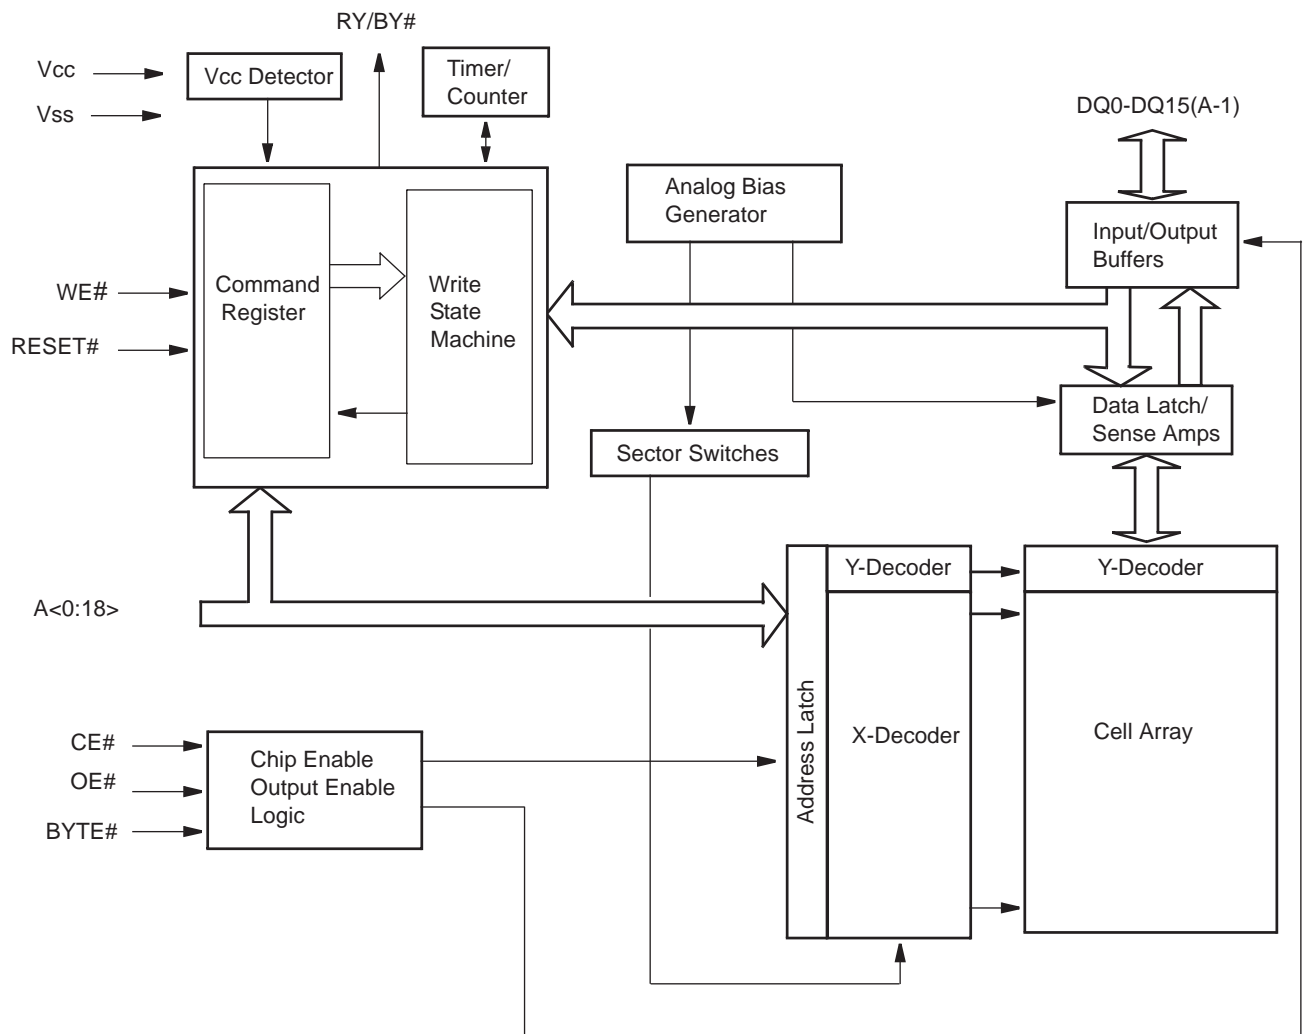 RY/BY#
Vcc
Vss
Vcc Detector
Timer/
Counter
DQ0-DQ15(A-1)
Analog Bias
Generator
Input/Output
Buffers
WE#
RESET#
Command
Register
Write
State
Machine
Data Latch/
Sense Amps
Sector Switches
A<0:18>
Y-Decoder
Y-Decoder
Address Latch
X-Decoder
Cell Array
CE#
OE#
BYTE#
Chip Enable
Output Enable
Logic